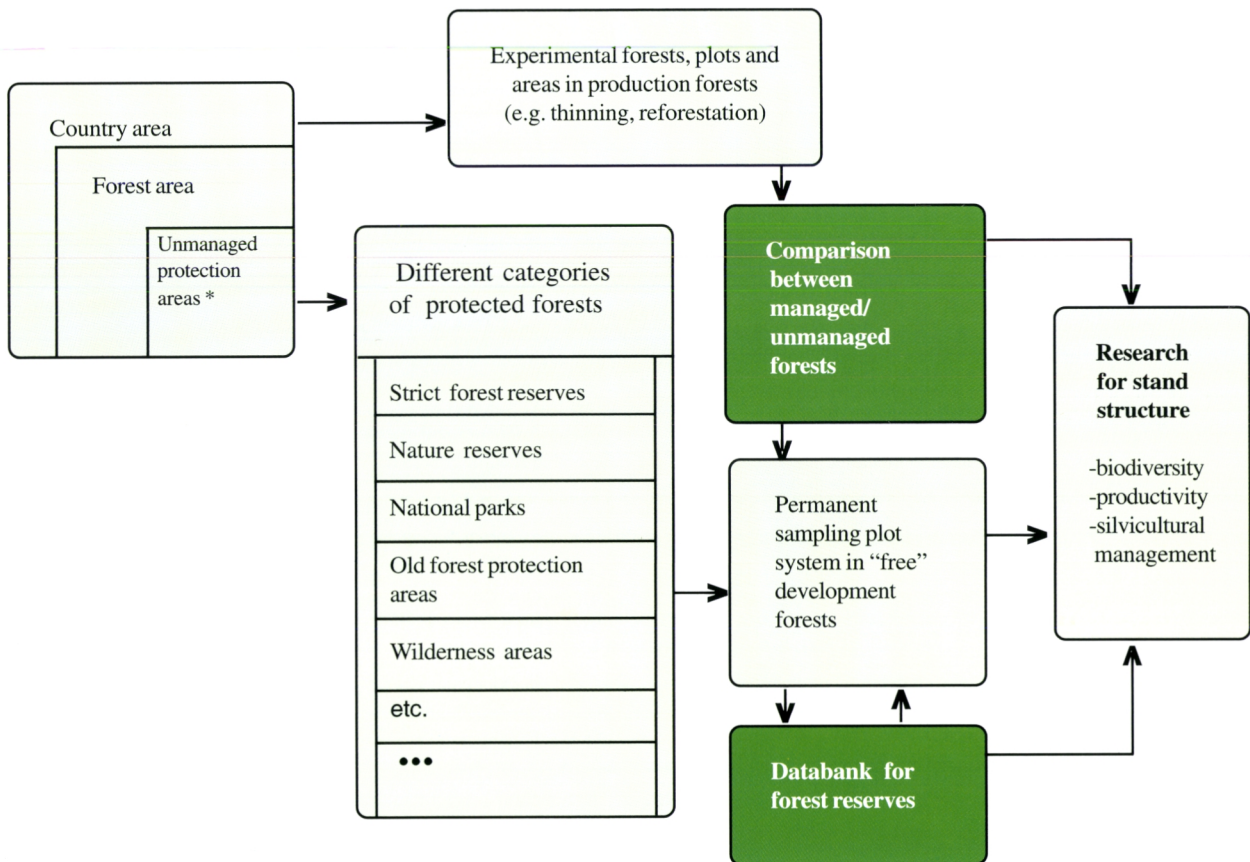 Experimental forests, plots and
areas in production forests
(e.g. thinning, reforestation)
Country area
Forest area
Unmanaged
protection
areas *
Different categories
of protected forests
Strict forest reserves
Nature reserves
National parks
Old forest protection
areas
Wilderness areas
etc.
•••
Comparison
between
managed/
unmanaged
forests
Permanent
sampling plot
system in “free”
development
forests
Databank for
forest reserves
Research
for stand
structure
-biodiversity
-productivity
-silvicultural
management